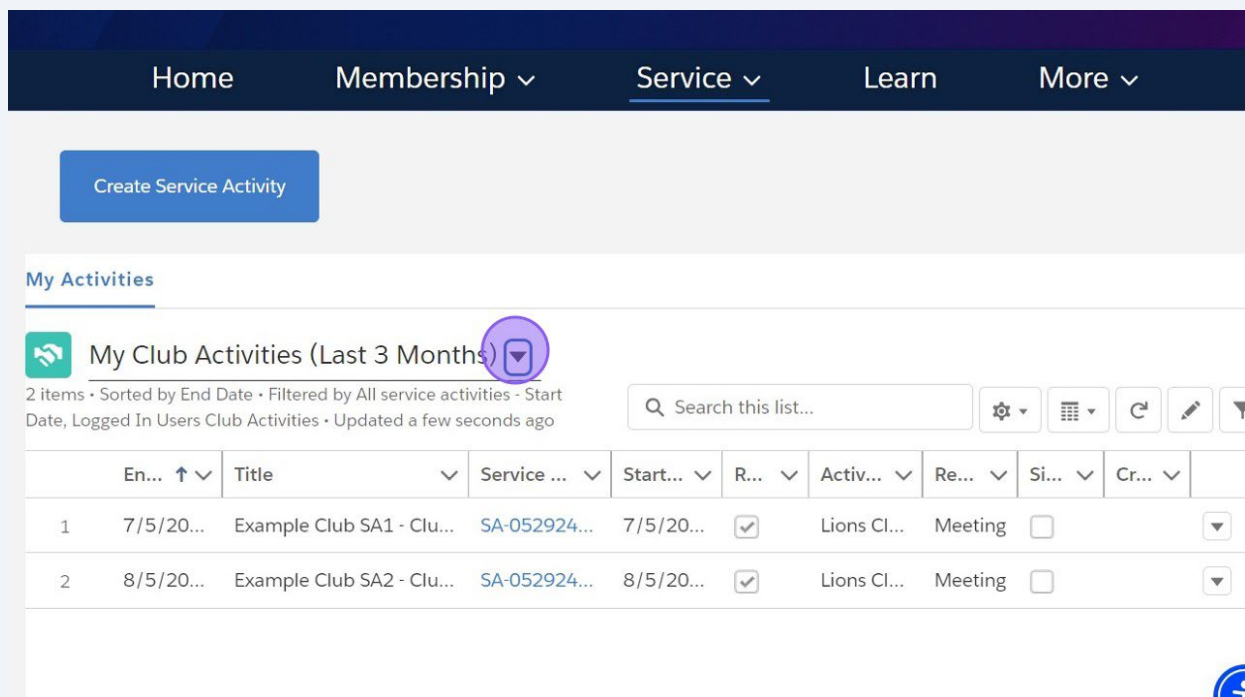 Home Membership Service Learn More
Create Service Activity
My Activities
My Club Activities (Last 3 Months)
2 items • Sorted by End Date • Filtered by All service activities - Start
Date, Logged In Users Club Activities • Updated a few seconds ago
Search this list...
En... Title Service ... Start... R... Activ... Re... Si... Cr...
1 7/5/20... Example Club SA1 - Clu... SA-052924... 7/5/20... Lions Cl... Meeting
2 8/5/20... Example Club SA2 - Clu... SA-052924... 8/5/20... Lions Cl... Meeting